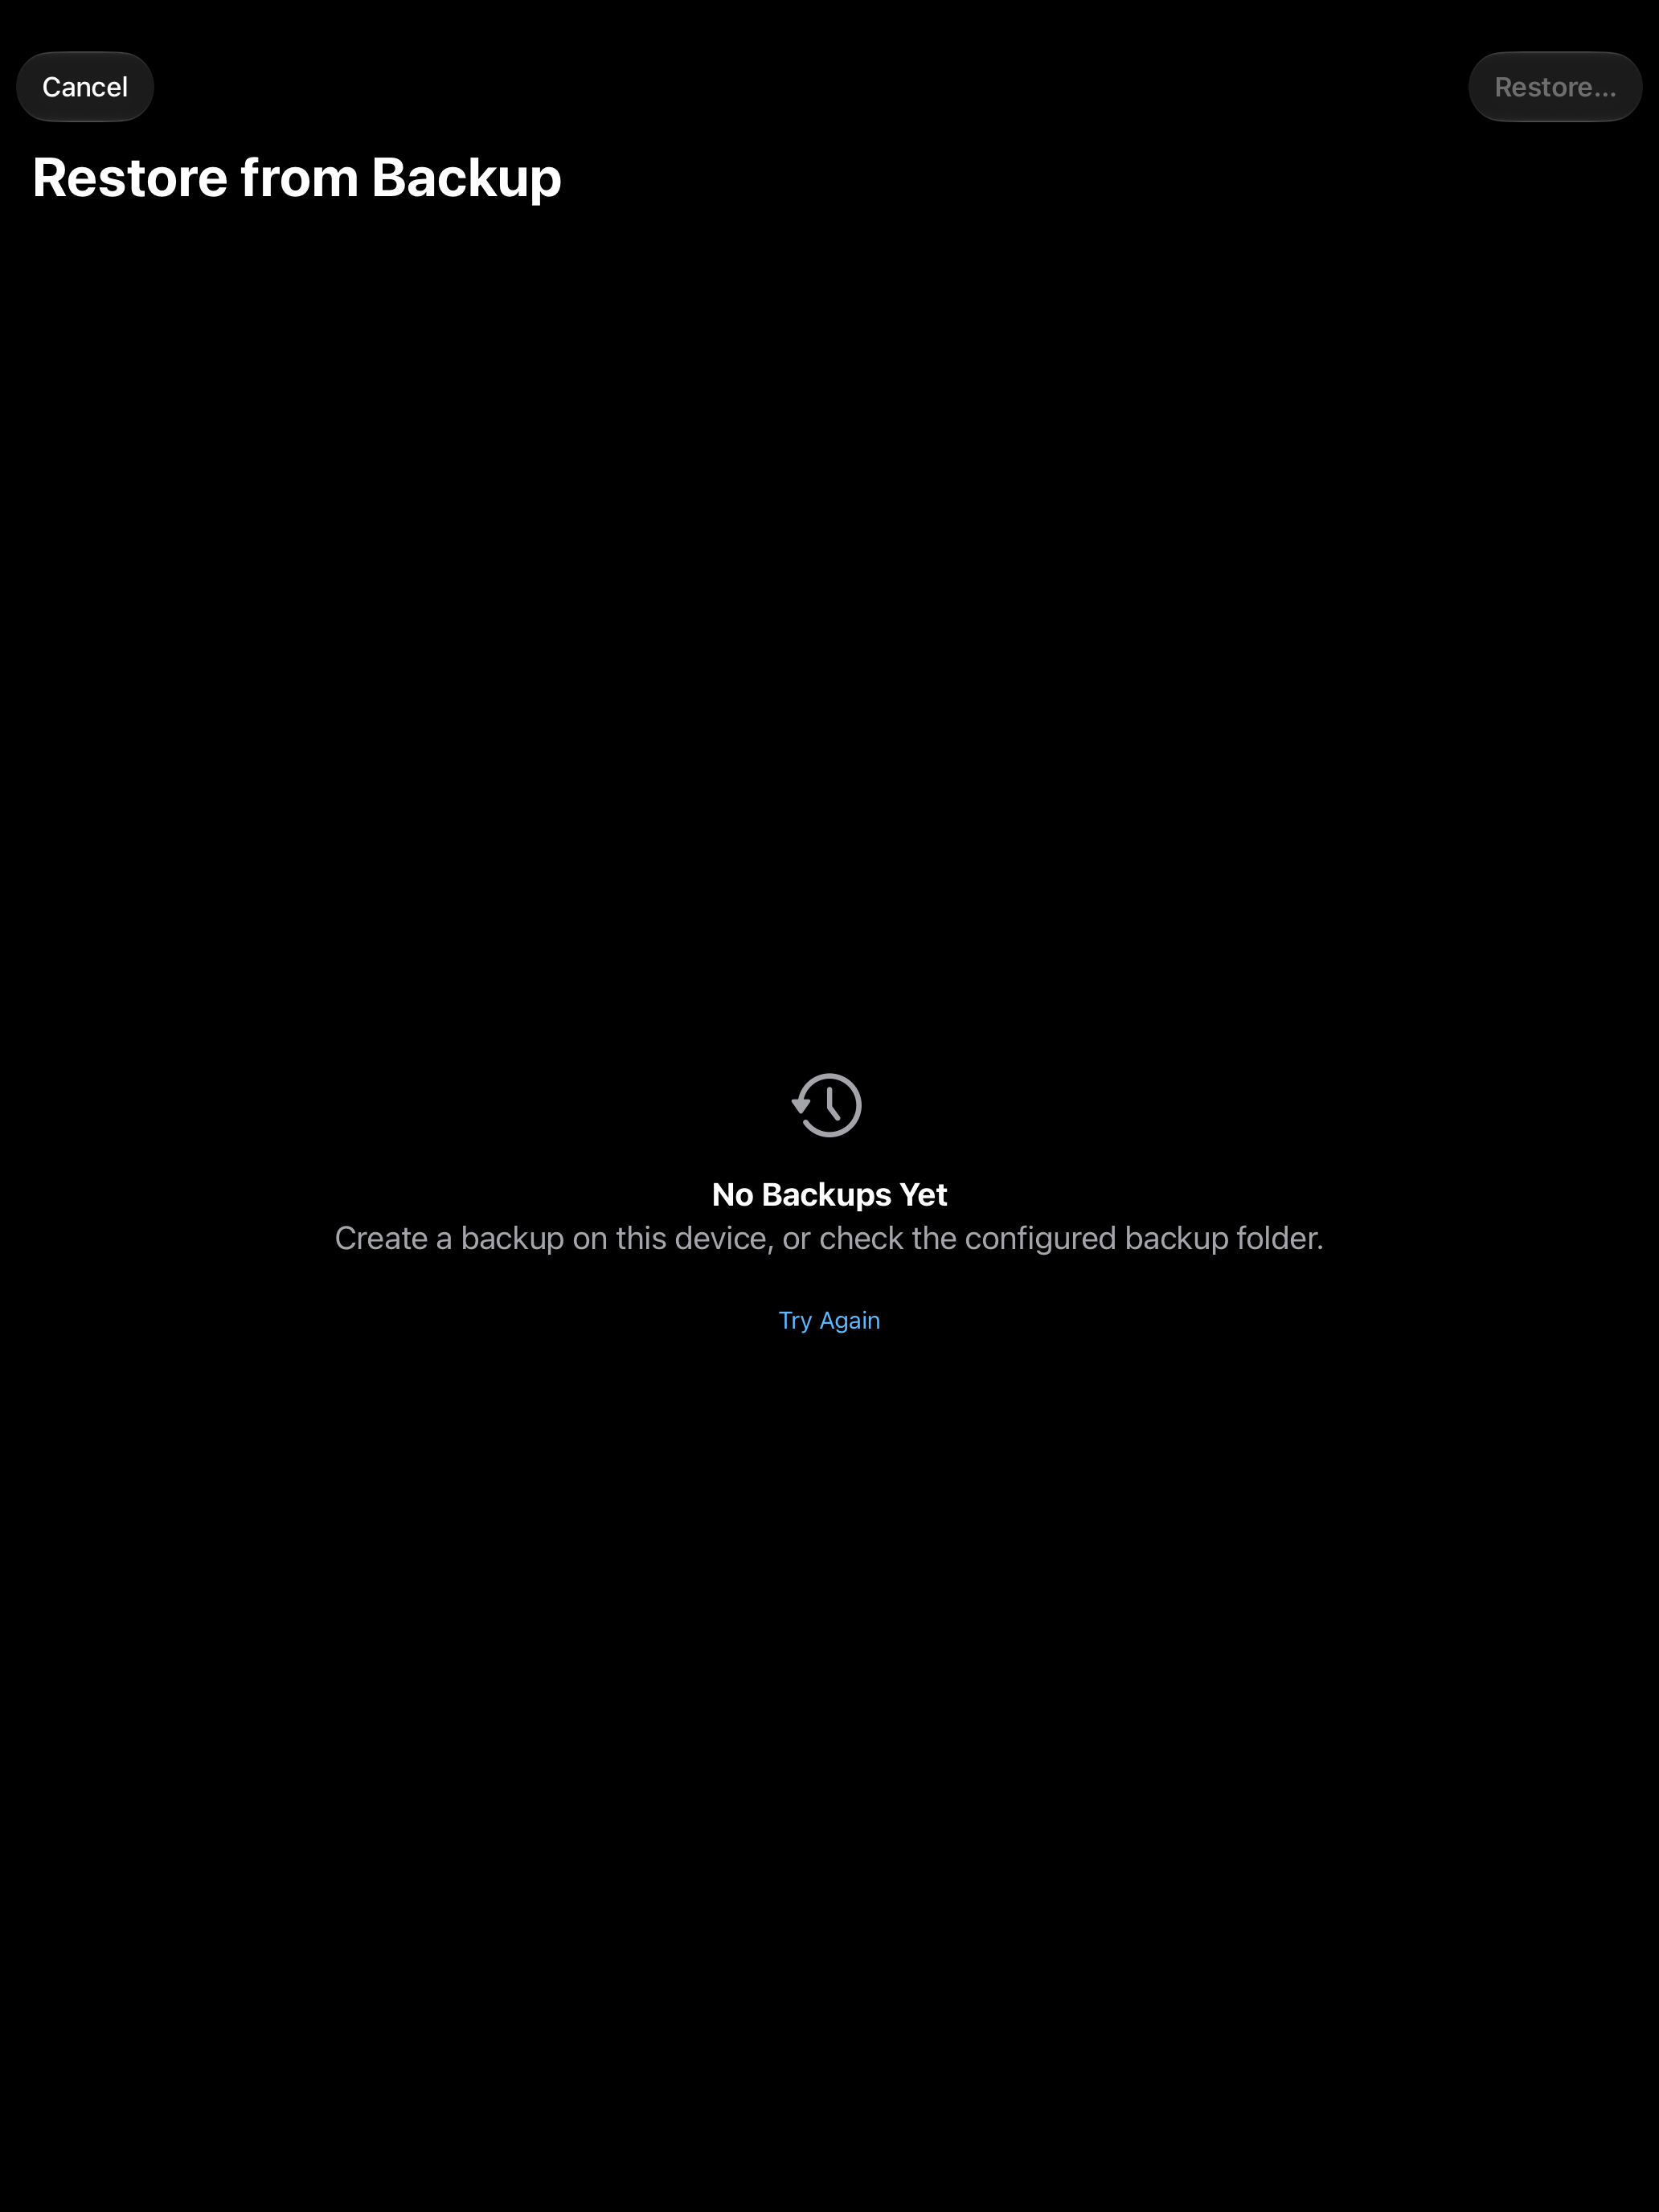 Cancel
Restore...
Restore from Backup
No Backups Yet
Create a backup on this device, or check the configured backup folder.
Try Again